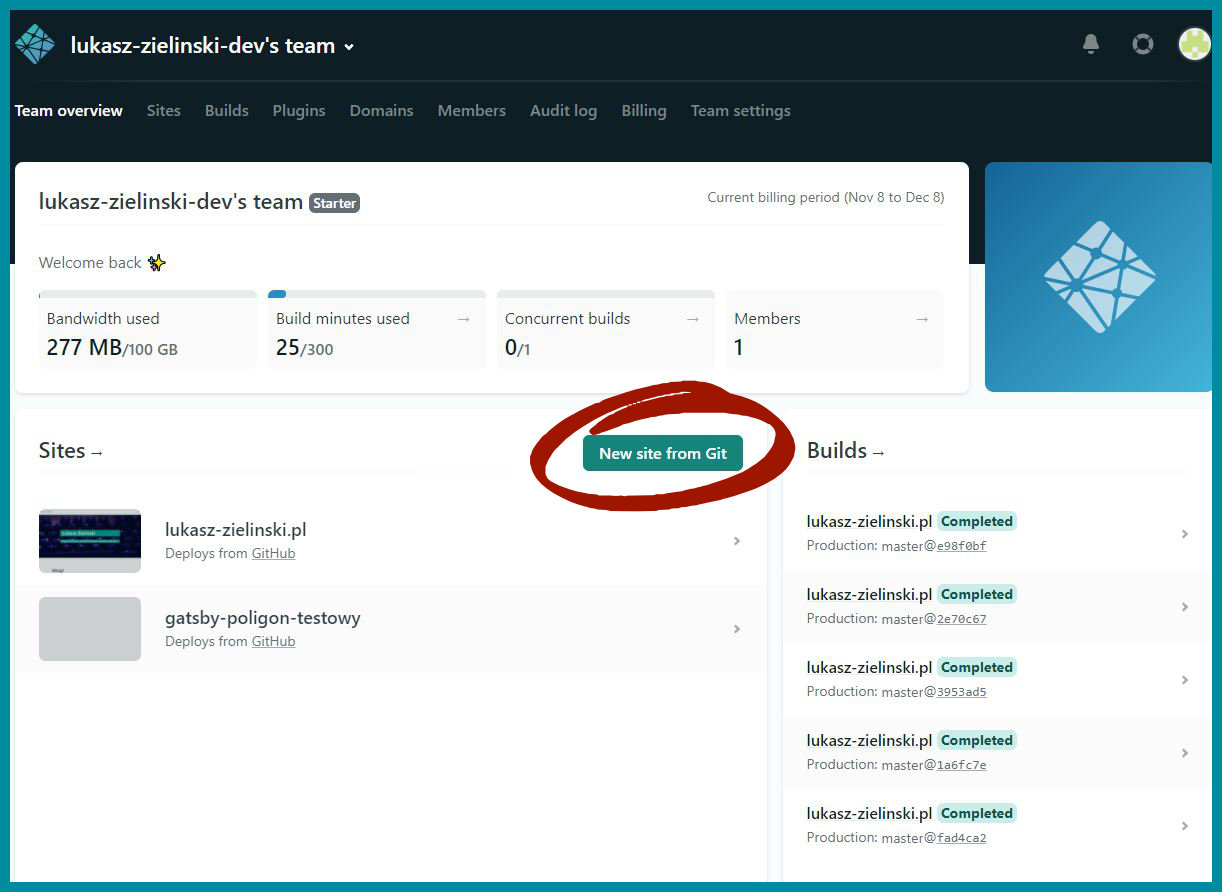 lukasz-zielinski-dev's team
Team overview Sites Builds Plugins Domains Members Audit log Billing Team settings
lukasz-zielinski-dev's team Starter
Current billing period (Nov 8 to Dec 8)
Welcome back
Bandwidth used
277 MB/100 GB
Build minutes used →
25/300
Concurrent builds →
0/1
Members →
1
Sites →
New site from Git
lukasz-zielinski.pl
Deploys from GitHub
gatsby-poligon-testowy
Deploys from GitHub
Builds →
lukasz-zielinski.pl Completed
Production: master@e98f0bf
lukasz-zielinski.pl Completed
Production: master@2e70c67
lukasz-zielinski.pl Completed
Production: master@3953ad5
lukasz-zielinski.pl Completed
Production: master@1a6fc7e
lukasz-zielinski.pl Completed
Production: master@fad4ca2